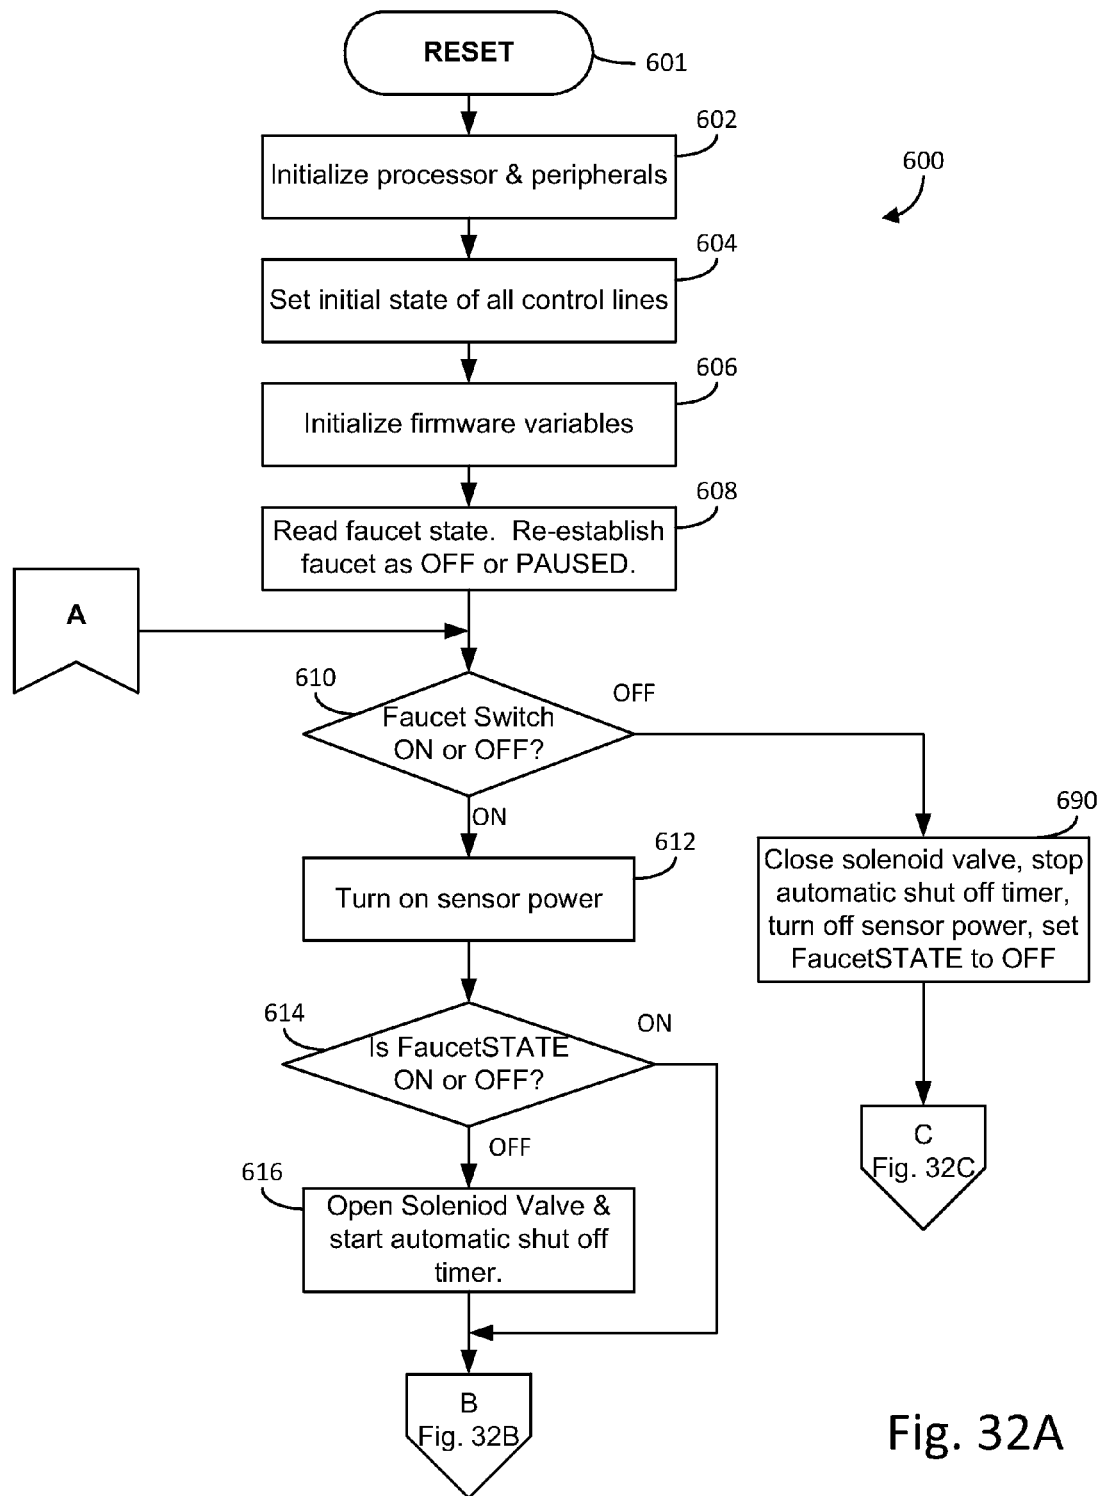 RESET
601
602
Initialize processor & peripherals
600
604
Set initial state of all control lines
606
Initialize firmware variables
608
Read faucet state. Re-establish
faucet as OFF or PAUSED.
A
610
OFF
Faucet Switch
ON or OFF?
ON
690
612
Turn on sensor power
Close solenoid valve, stop
automatic shut off timer,
turn off sensor power, set
FaucetSTATE to OFF
614
ON
Is FaucetSTATE
ON or OFF?
OFF
C
Fig. 32C
616
Open Soleniod Valve &
start automatic shut off
timer.
B
Fig. 32B
Fig. 32A